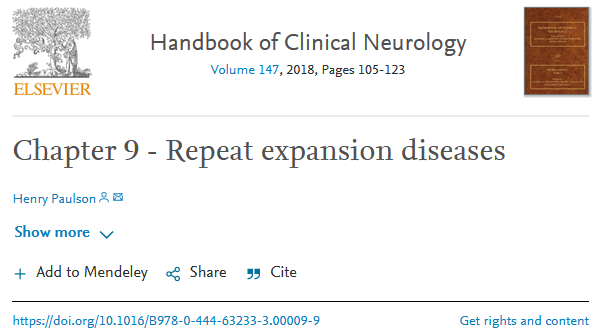 Handbook of Clinical Neurology
Volume 147, 2018, Pages 105-123
ELSEVIER
Chapter 9 - Repeat expansion diseases
Henry Paulson
Show more
+ Add to Mendeley Share Cite
https://doi.org/10.1016/B978-0-444-63233-3.00009-9 Get rights and content